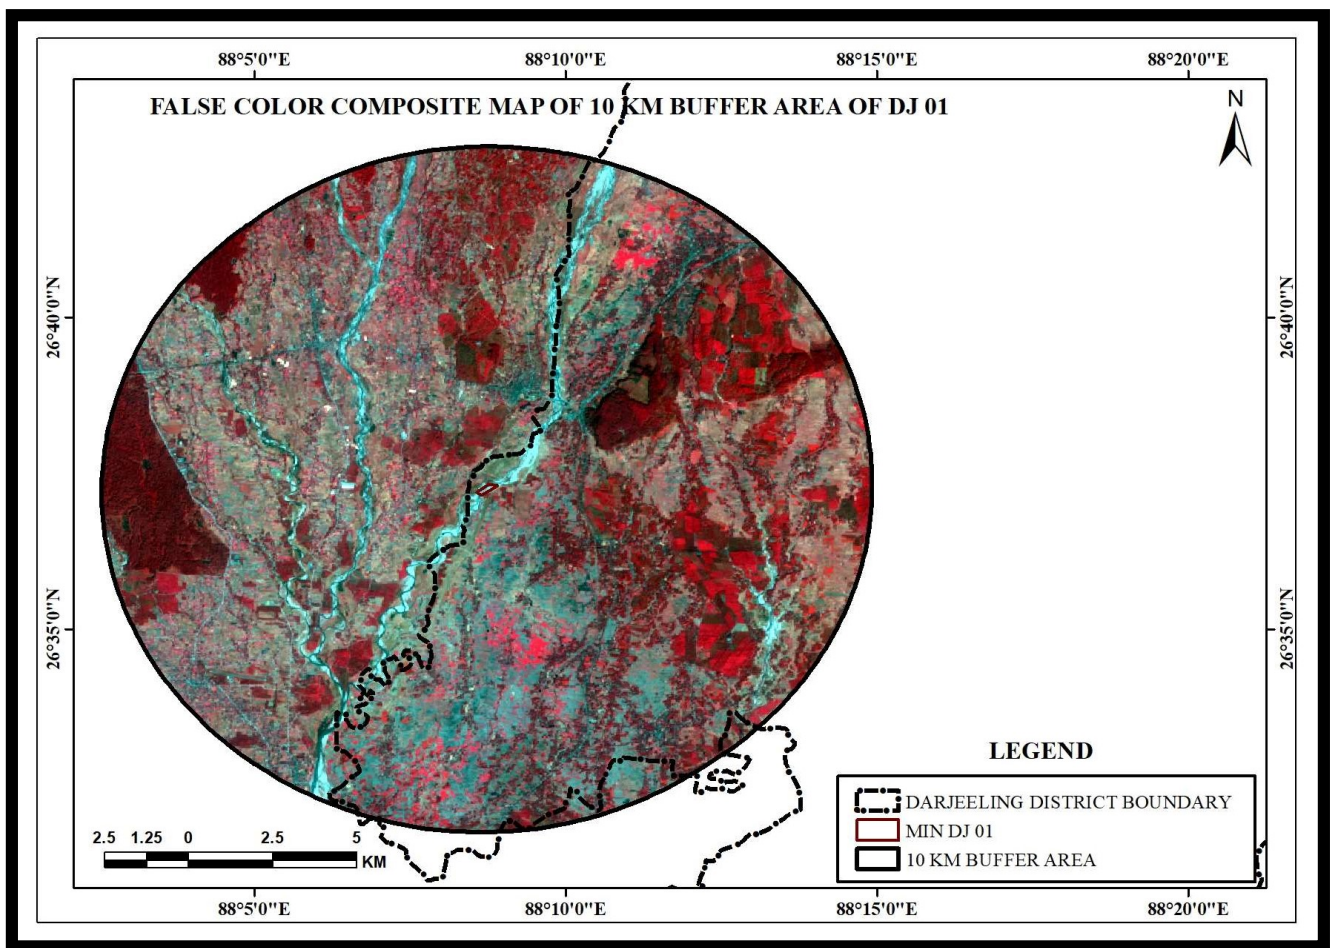 88°5'0"E 88°10'0"E 88°15'0"E 88°20'0"E
FALSE COLOR COMPOSITE MAP OF 10 KM BUFFER AREA OF DJ 01
N
26°40'0"N 26°40'0"N
26°35'0"N 26°35'0"N
LEGEND
DARJEELING DISTRICT BOUNDARY
MIN DJ 01
10 KM BUFFER AREA
2.5 1.25 0 2.5 5
KM
88°5'0"E 88°10'0"E 88°15'0"E 88°20'0"E